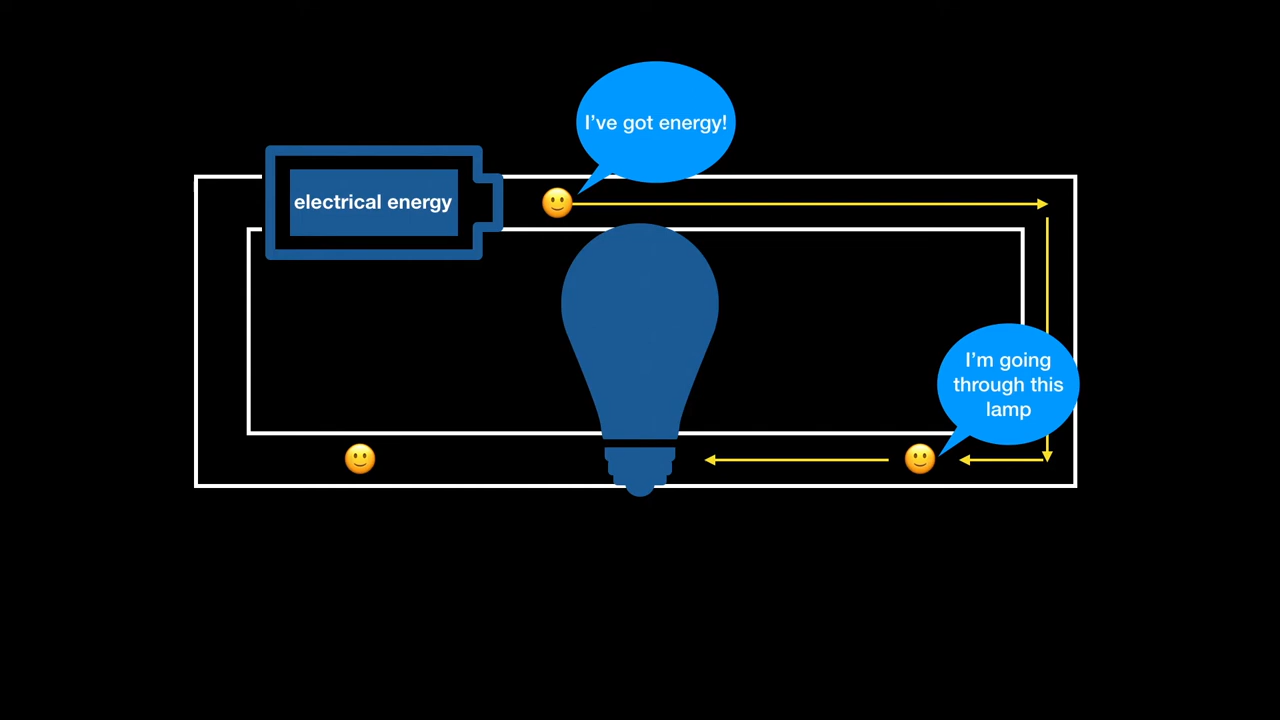 I’ve got energy!
electrical energy
I’m going
through this
lamp